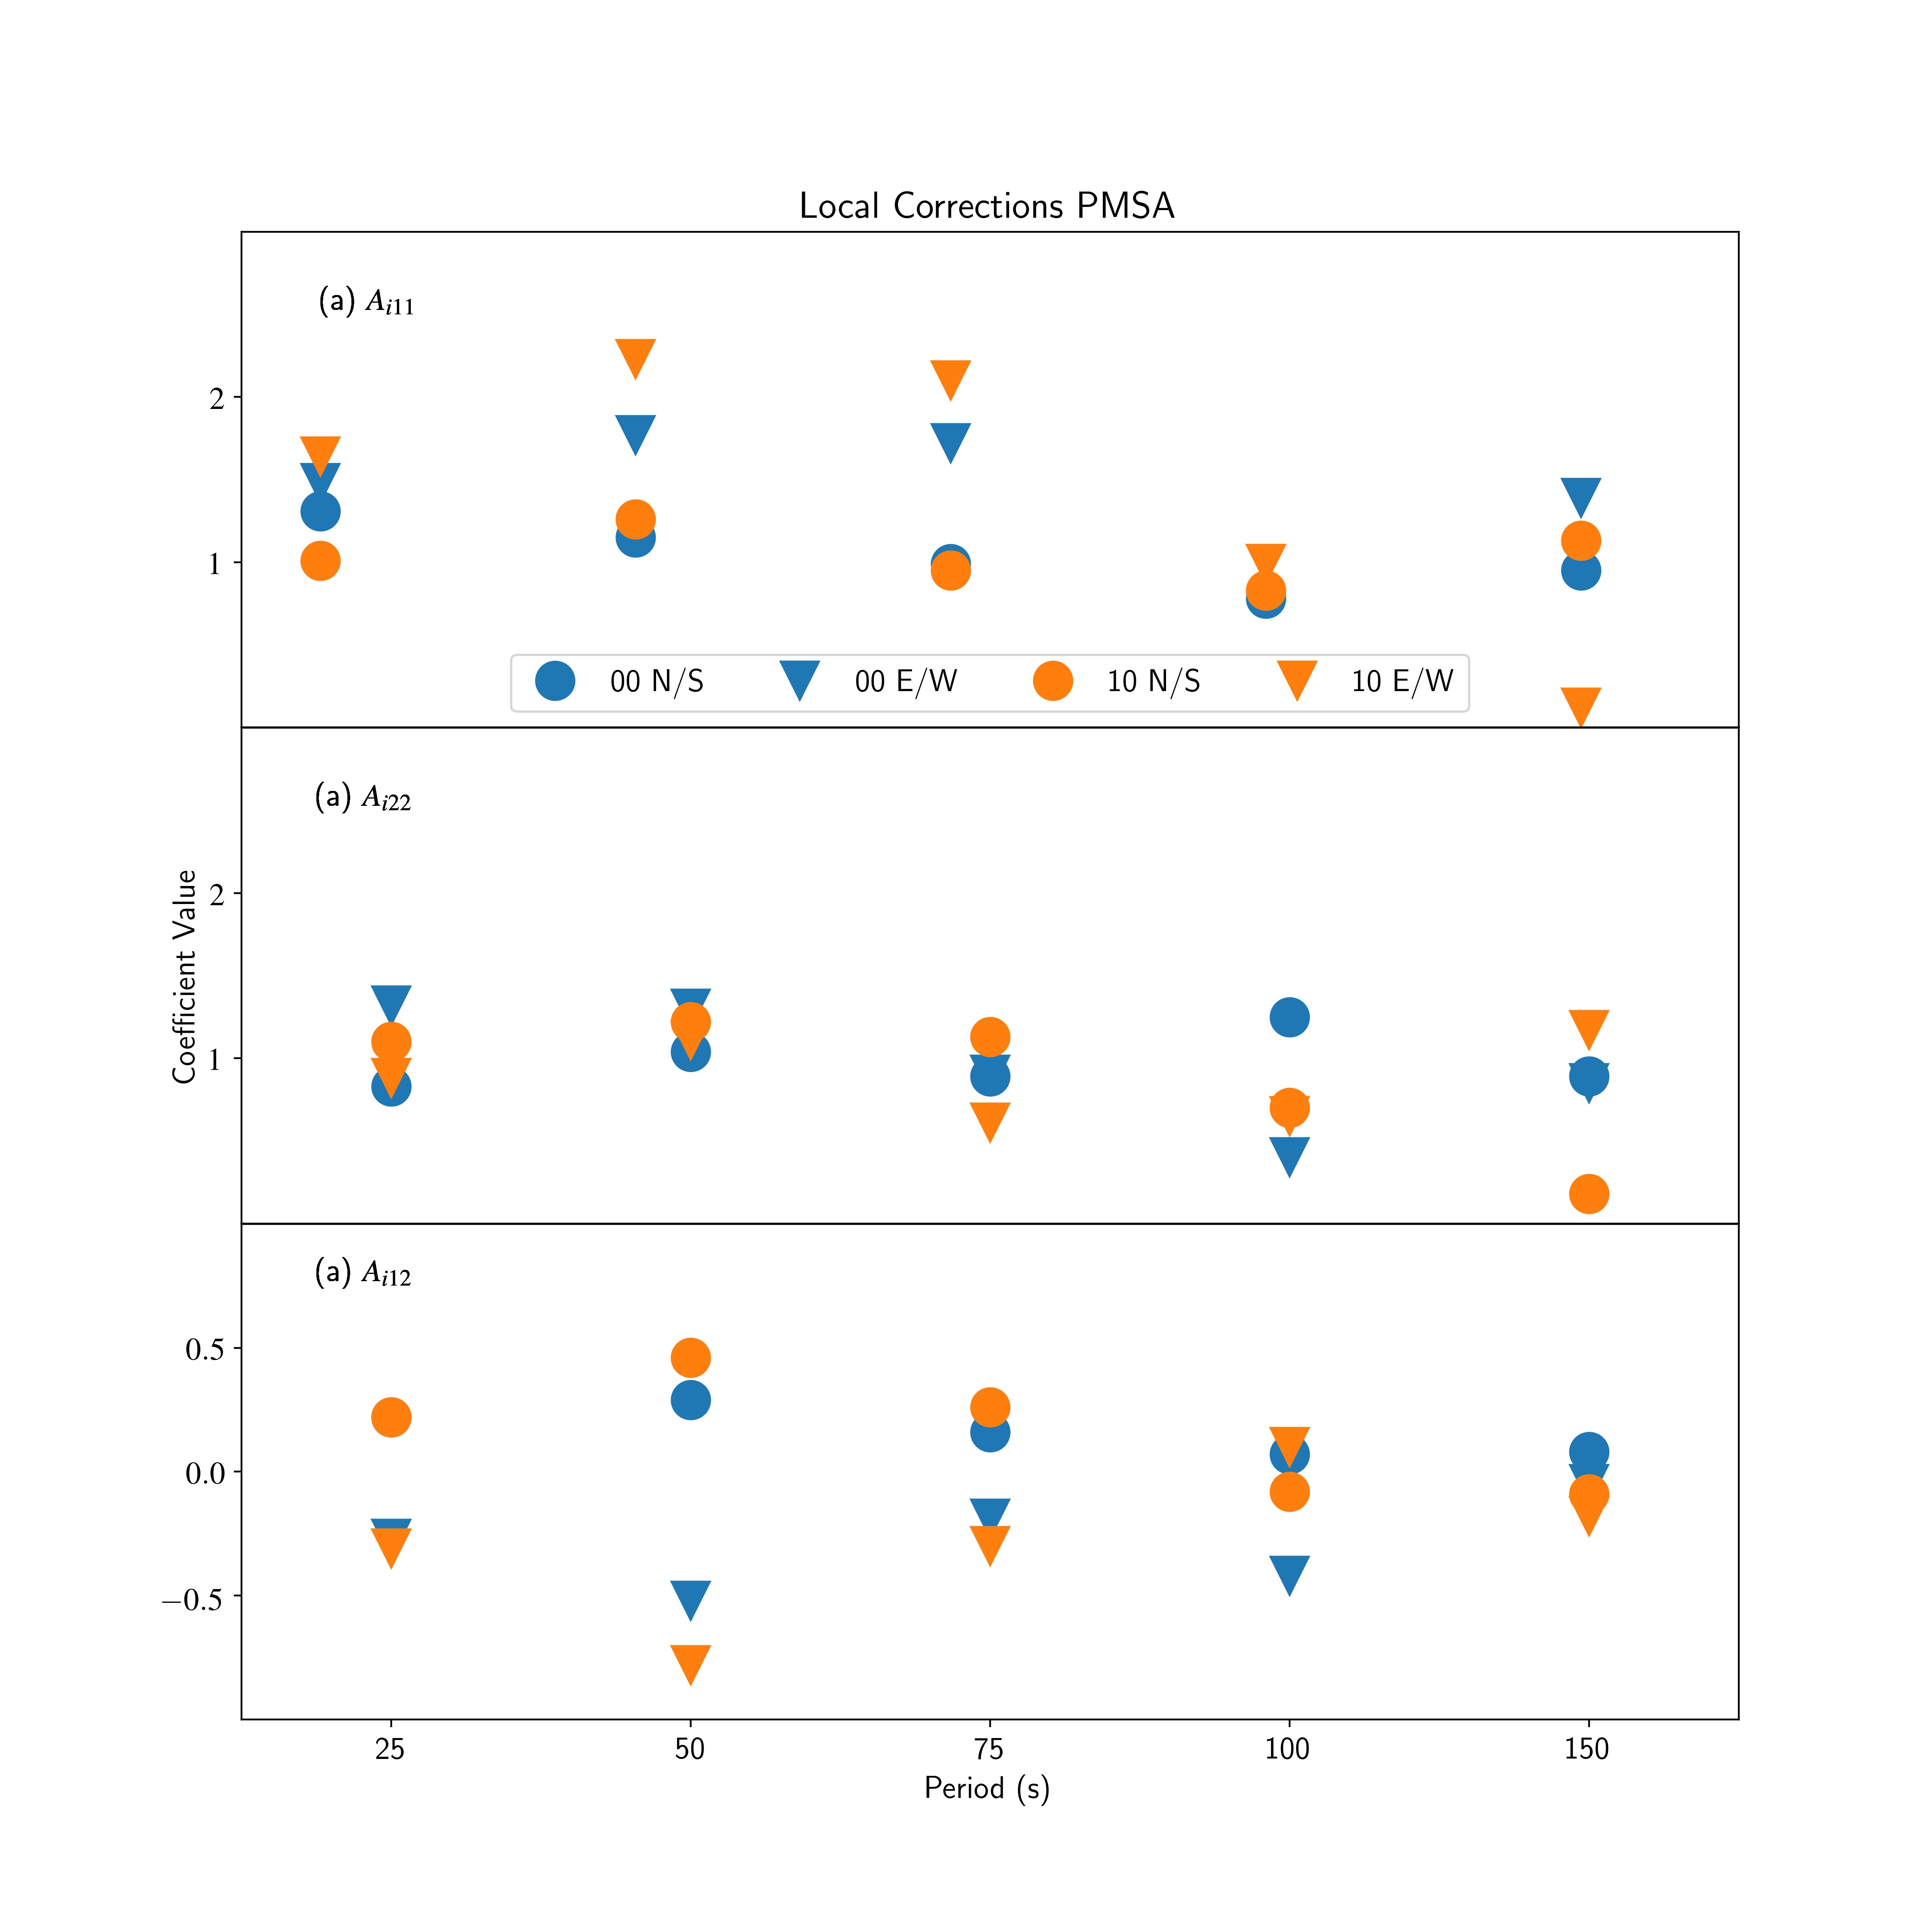 Local Corrections PMSA
(a) A_{i11}
2
1
00 N/S 00 E/W 10 N/S 10 E/W
(a) A_{i22}
2
1
Coefficient Value
(a) A_{i12}
0.5
0.0
−0.5
25 50 75 100 150
Period (s)